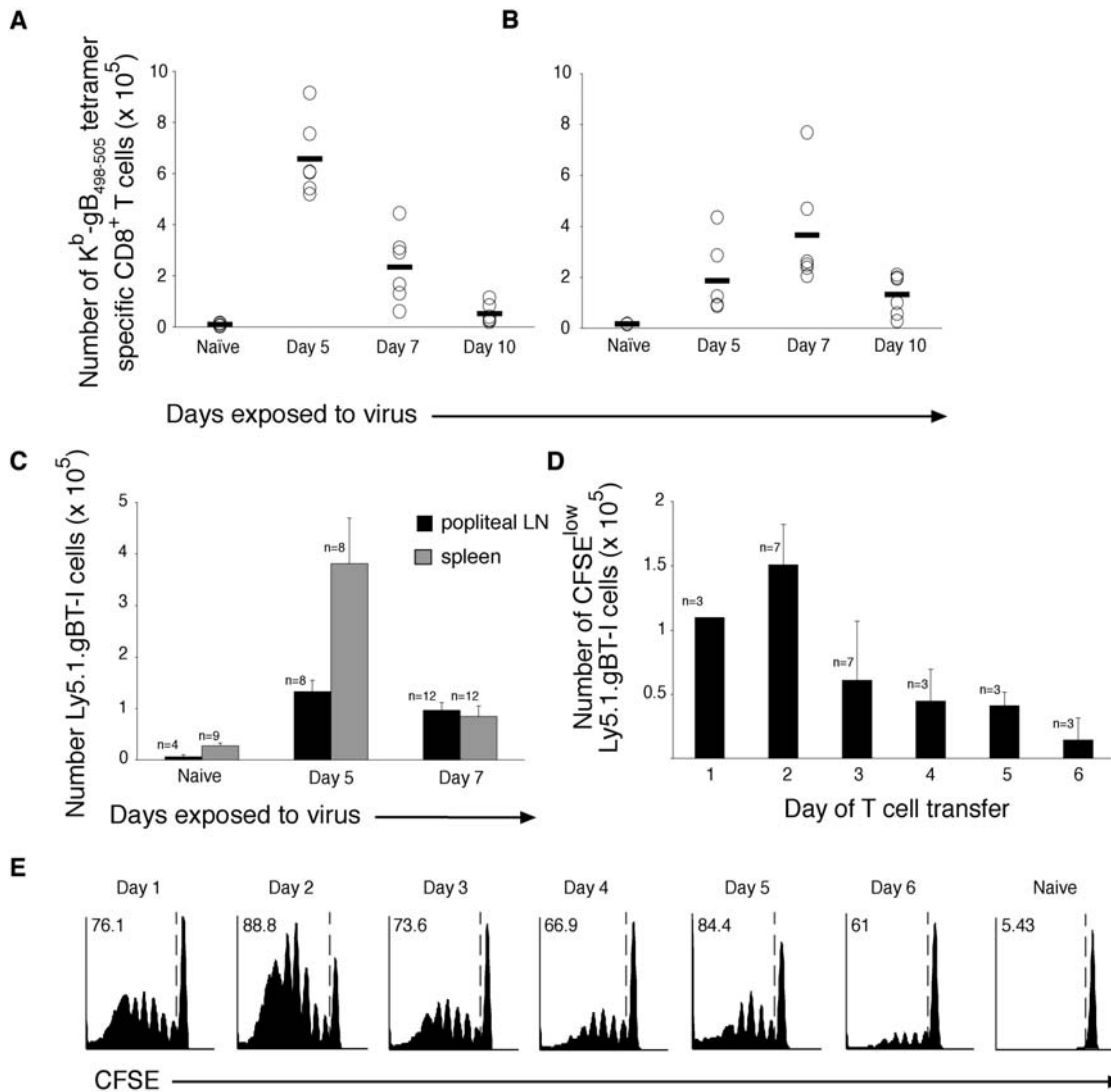 A
B
Number of K^b-gB_498-505 tetramer
specific CD8^+ T cells (x 10^5)
10
8
6
4
2
0
Naïve
Day 5
Day 7
Day 10
10
8
6
4
2
0
Naïve
Day 5
Day 7
Day 10
Days exposed to virus
C
Number Ly5.1.gBT-I cells (x 10^5)
5
4
3
2
1
0
popliteal LN
spleen
n=4
n=9
n=8
n=8
n=12
n=12
Naive
Day 5
Day 7
Days exposed to virus
D
Number of CFSE^low
Ly5.1.gBT-I cells (x 10^5)
2
1.5
1
0.5
n=3
n=7
n=7
n=3
n=3
n=3
1
2
3
4
5
6
Day of T cell transfer
E
Day 1
Day 2
Day 3
Day 4
Day 5
Day 6
Naive
76.1
88.8
73.6
66.9
84.4
61
5.43
CFSE